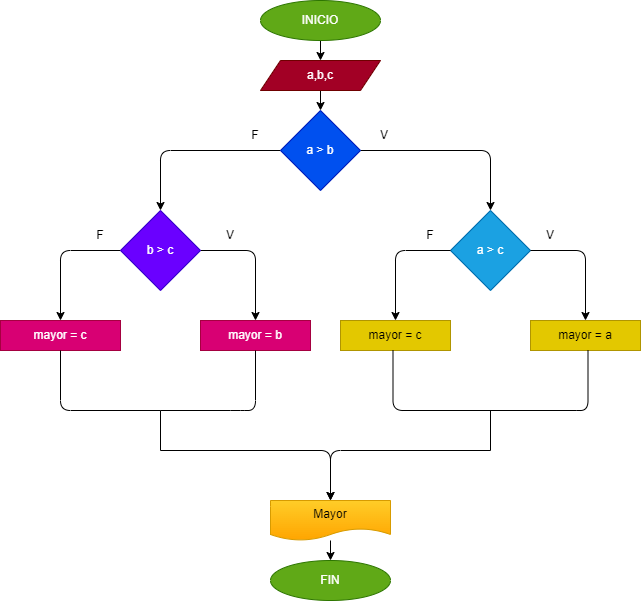 INICIO
a,b,c
F
V
a > b
F
V
F
V
b > c
a > c
mayor = c
mayor = b
mayor = c
mayor = a
Mayor
FIN